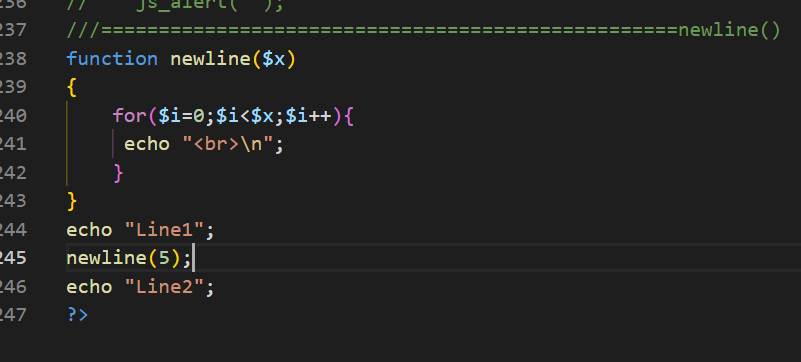 236 //    js_alert(" ");
237 ///==================================================newline()
238 function newline($x)
239 {
240     for($i=0;$i<$x;$i++){
241      echo "<br>\n";
242     }
243 }
244 echo "Line1";
245 newline(5);
246 echo "Line2";
247 ?>